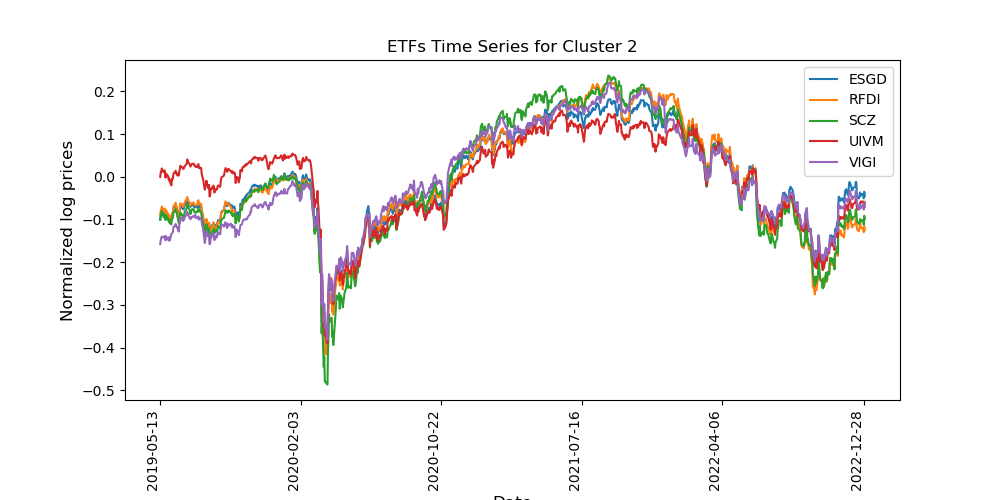 ETFs Time Series for Cluster 2
Normalized log prices
0.2
0.1
0.0
−0.1
−0.2
−0.3
−0.4
−0.5
ESGD
RFDI
SCZ
UIVM
VIGI
2019-05-13
2020-02-03
2020-10-22
2021-07-16
2022-04-06
2022-12-28
Date